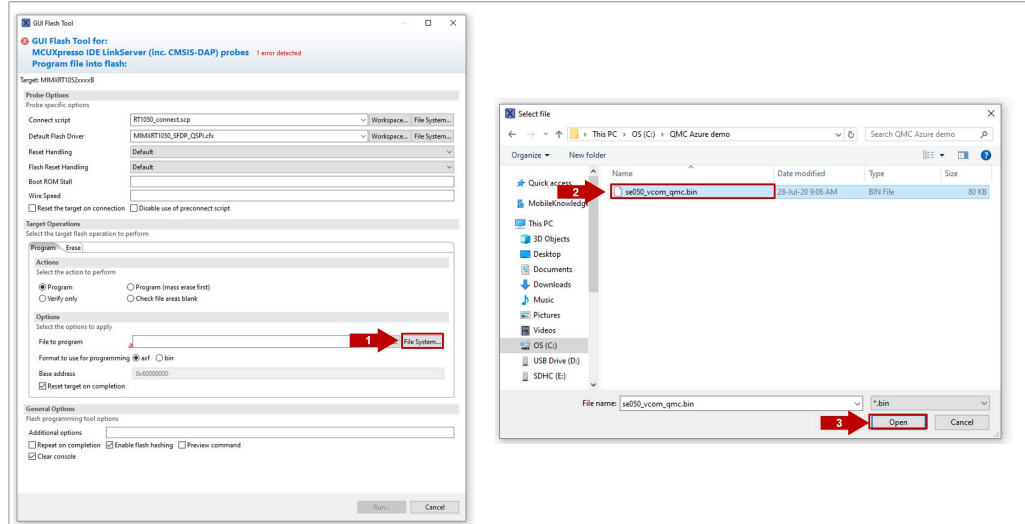 GUI Flash Tool
GUI Flash Tool for:
MCUXpresso IDE LinkServer (inc. CMSIS-DAP) probes 1 error detected
Program file into flash:
Target: MIMXRT1052xxxxB
Probe Options
Probe specific options
Connect script RT1050_connect.scp Workspace... File System...
Default Flash Driver MIMXRT1050_SFDP_QSPI.cfx Workspace... File System...
Reset Handling Default
Flash Reset Handling Default
Boot ROM Stall
Wire Speed
Reset the target on connection Disable use of preconnect script
Target Operations
Select the target flash operation to perform
Program Erase
Actions
Select the action to perform
Program Program (mass erase first)
Verify only Check file areas blank
Options
Select the options to apply
File to program 1 File System...
Format to use for programming axf bin
Base address 0x60000000
Reset target on completion
General Options
Flash programming tool options
Additional options
Repeat on completion Enable flash hashing Preview command
Clear console
Run... Cancel
Select file
This PC > OS (C:) > QMC Azure demo Search QMC Azure demo
Organize New folder
Name Date modified Type Size
Quick access
2 se050_vcom_qmc.bin 28-Jul-20 9:06 AM BIN File 80 KB
MobileKnowledge
This PC
3D Objects
Desktop
Documents
Downloads
Music
Pictures
Videos
OS (C:)
USB Drive (D:)
SDHC (E:)
File name: se050_vcom_qmc.bin *.bin
3 Open Cancel